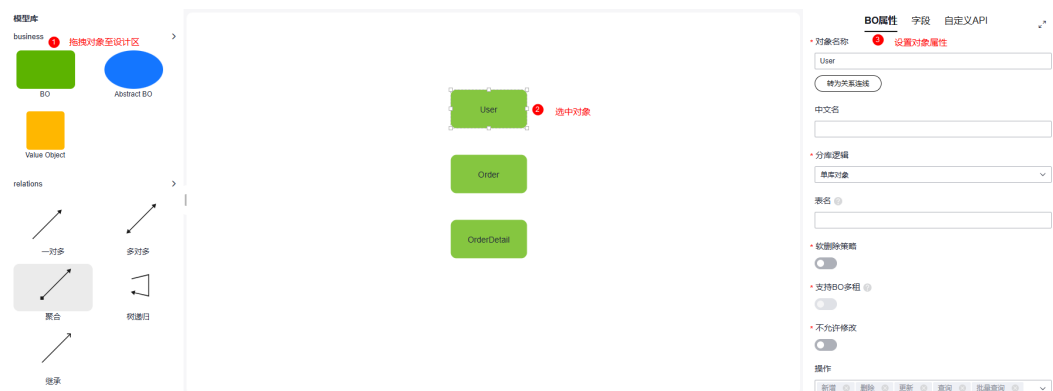 模型库
business
1 拖拽对象至设计区
BO
Abstract BO
Value Object
relations
一对多
多对多
聚合
树递归
继承
User
2 选中对象
Order
OrderDetail
BO属性 字段 自定义API
* 对象名称
3 设置对象属性
User
转为关系连线
中文名
* 分库逻辑
单库对象
表名
* 软删除策略
* 支持BO多租
* 不允许修改
操作
新增 删除 更新 查询 批量查询